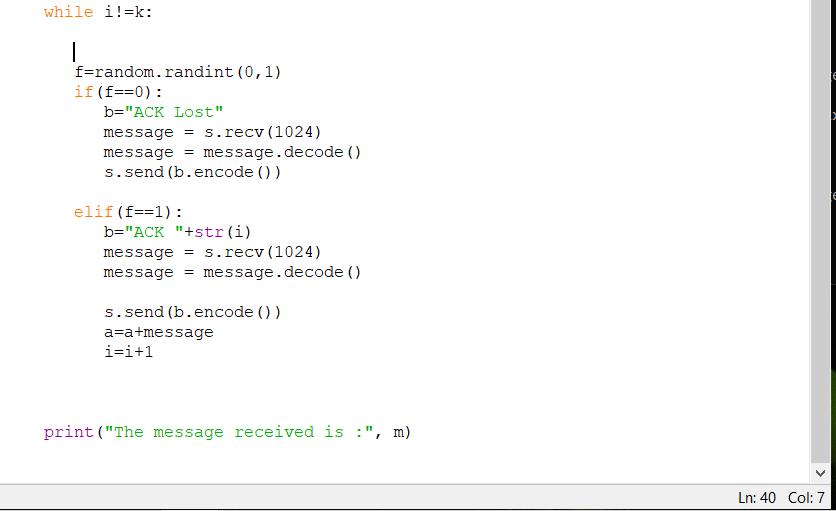 while i!=k:
f=random.randint(0,1)
if(f==0):
b="ACK Lost"
message = s.recv(1024)
message = message.decode()
s.send(b.encode())
elif(f==1):
b="ACK "+str(i)
message = s.recv(1024)
message = message.decode()
s.send(b.encode())
a=a+message
i=i+1
print("The message received is :", m)
Ln: 40 Col: 7